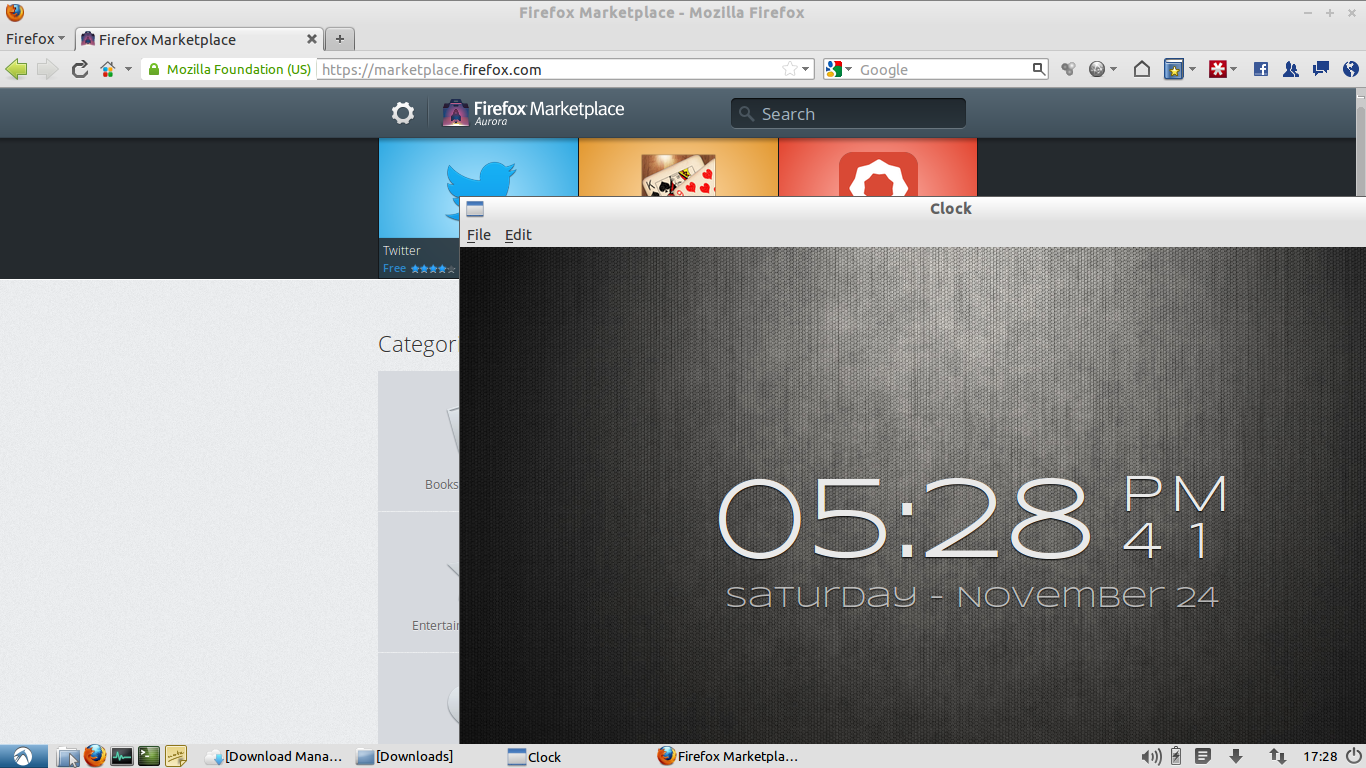 Firefox Marketplace - Mozilla Firefox
Firefox
Firefox Marketplace
Mozilla Foundation (US)
https://marketplace.firefox.com
Google
Firefox Marketplace
Aurora
Search
Twitter
Free
Clock
File Edit
Categori
Books
Entertain
05:28 PM
41
Saturday - November 24
[Download Mana...
[Downloads]
Clock
Firefox Marketpla...
17:28